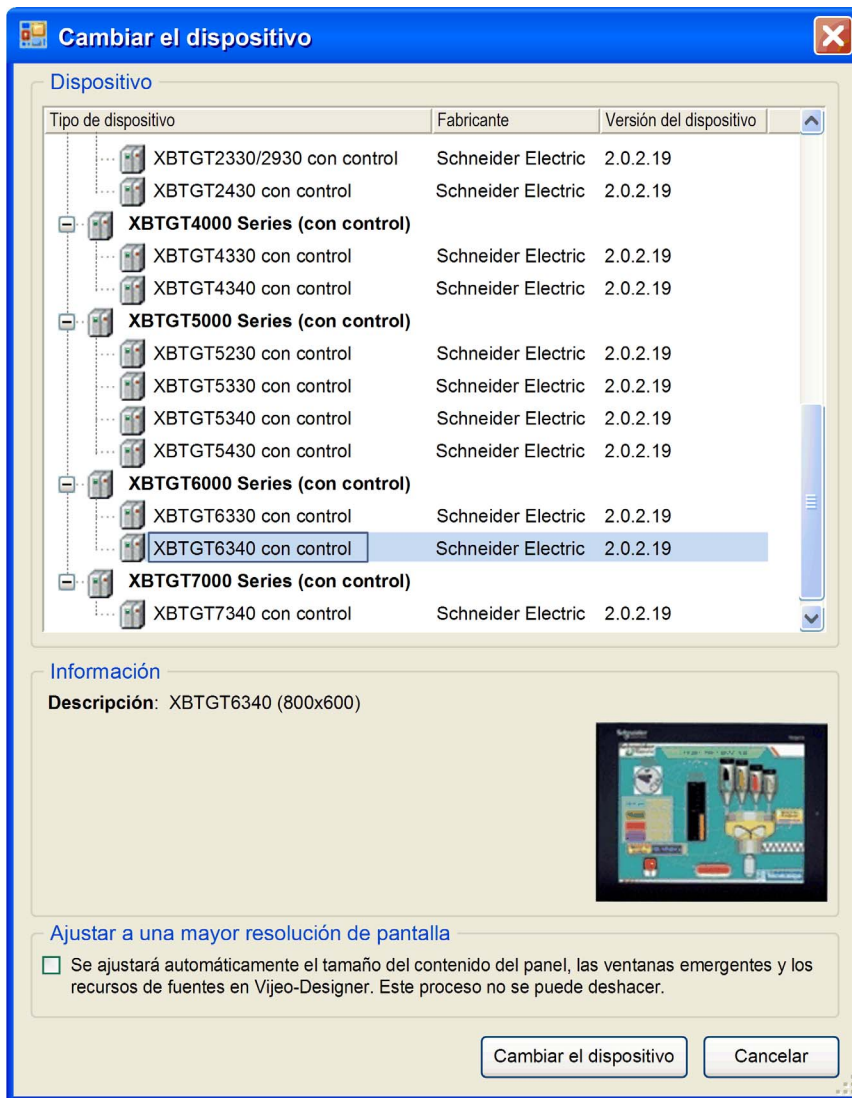 Cambiar el dispositivo
Dispositivo
Tipo de dispositivo Fabricante Versión del dispositivo
XBTGT2330/2930 con control Schneider Electric 2.0.2.19
XBTGT2430 con control Schneider Electric 2.0.2.19
XBTGT4000 Series (con control)
XBTGT4330 con control Schneider Electric 2.0.2.19
XBTGT4340 con control Schneider Electric 2.0.2.19
XBTGT5000 Series (con control)
XBTGT5230 con control Schneider Electric 2.0.2.19
XBTGT5330 con control Schneider Electric 2.0.2.19
XBTGT5340 con control Schneider Electric 2.0.2.19
XBTGT5430 con control Schneider Electric 2.0.2.19
XBTGT6000 Series (con control)
XBTGT6330 con control Schneider Electric 2.0.2.19
XBTGT6340 con control Schneider Electric 2.0.2.19
XBTGT7000 Series (con control)
XBTGT7340 con control Schneider Electric 2.0.2.19
Información
Descripción: XBTGT6340 (800x600)
Schneider
Ajustar a una mayor resolución de pantalla
Se ajustará automáticamente el tamaño del contenido del panel, las ventanas emergentes y los
recursos de fuentes en Vijeo-Designer. Este proceso no se puede deshacer.
Cambiar el dispositivo Cancelar